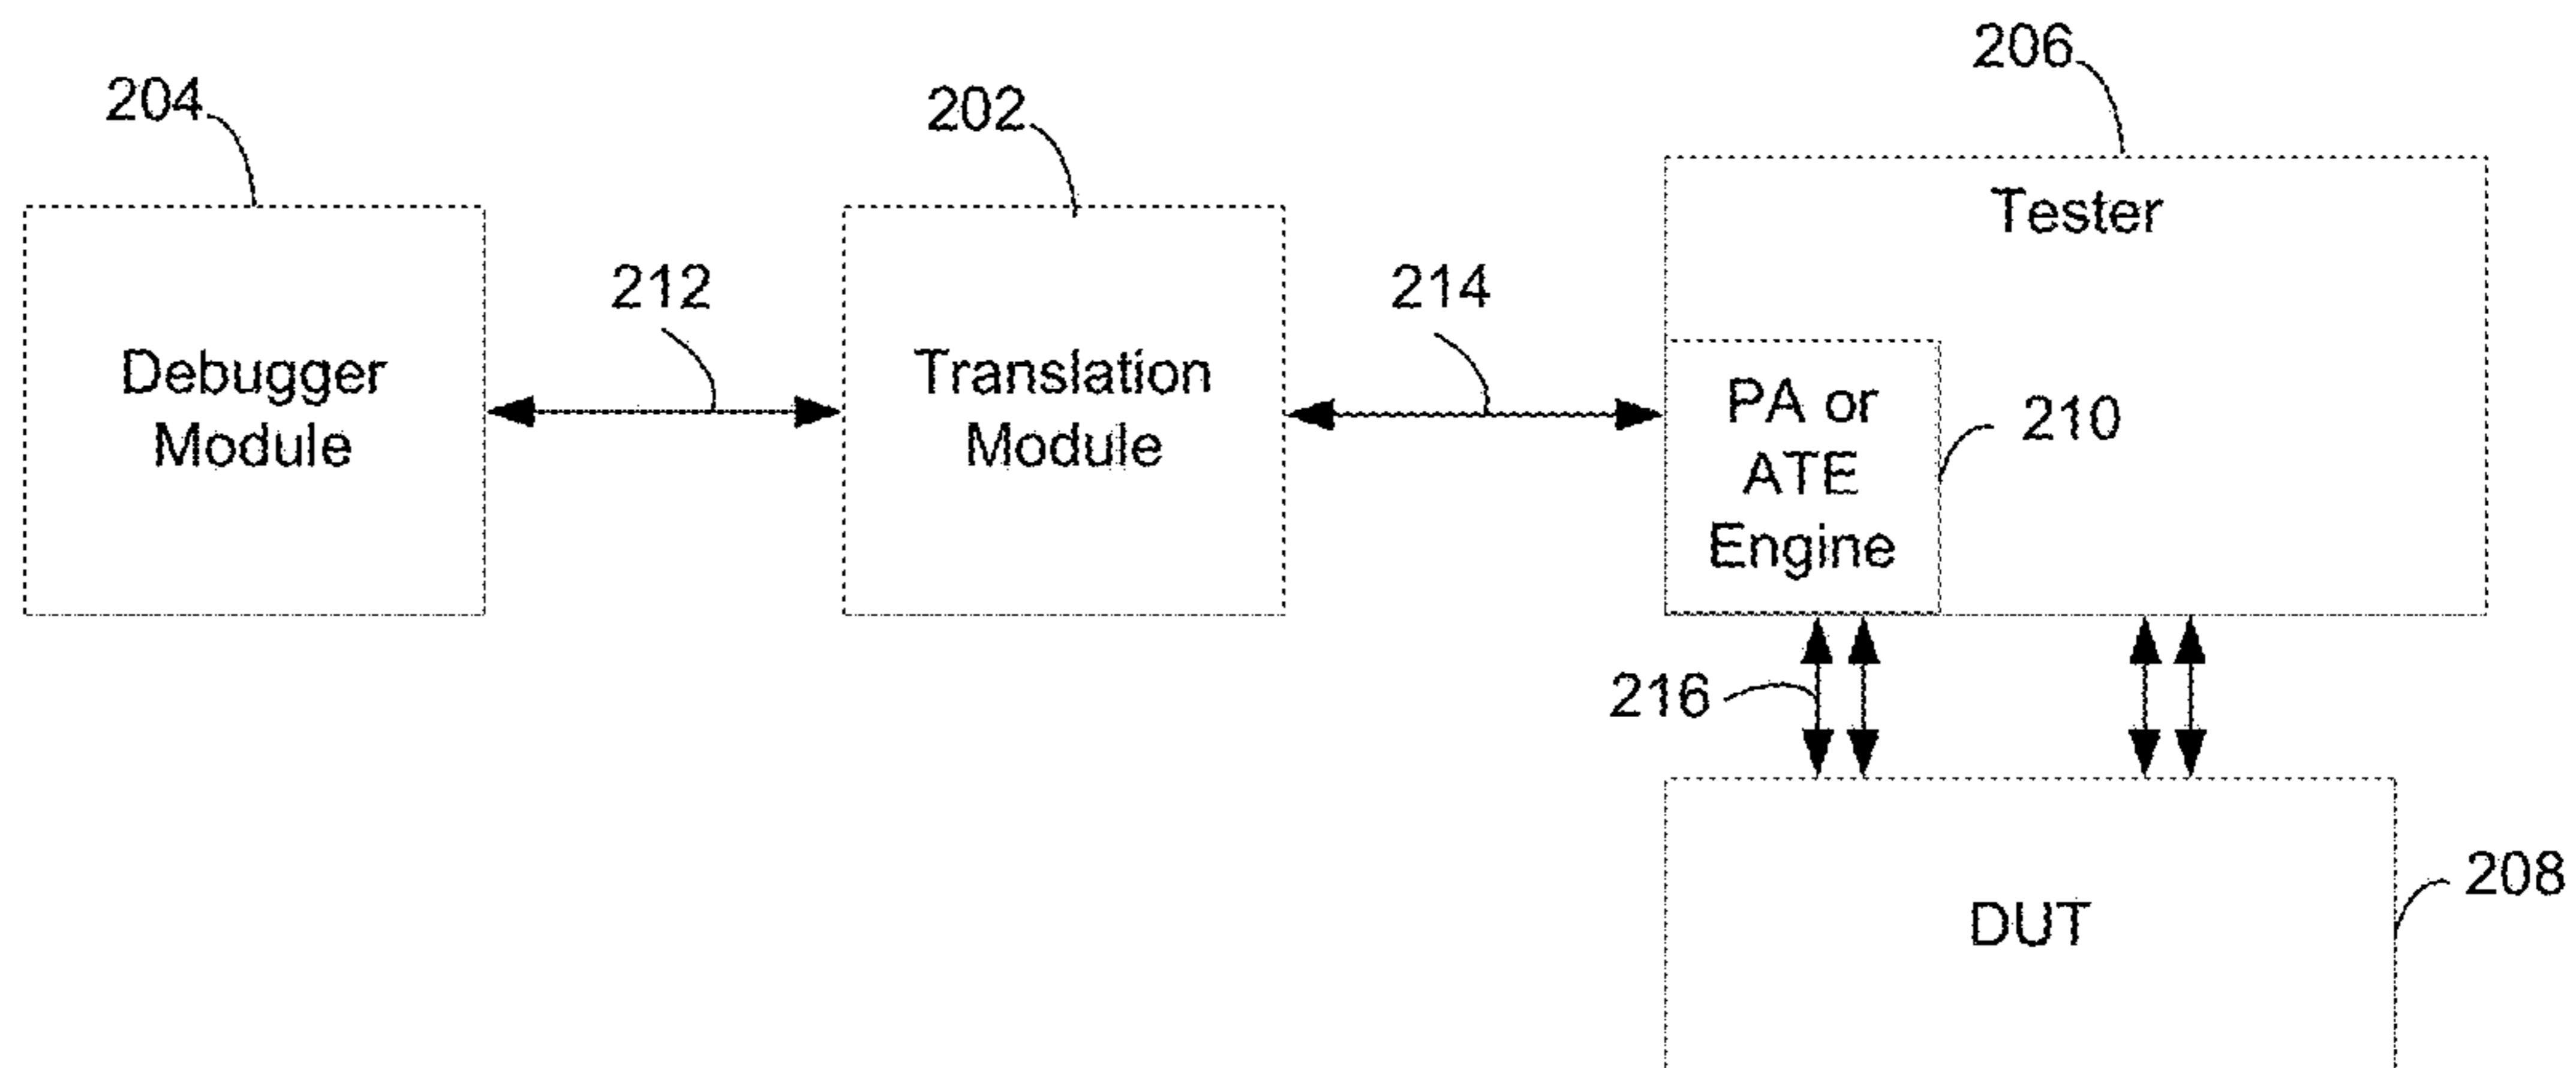 206
204
202
Tester
212
214
Debugger
Module
Translation
Module
PA or
ATE
Engine
210
216
208
DUT